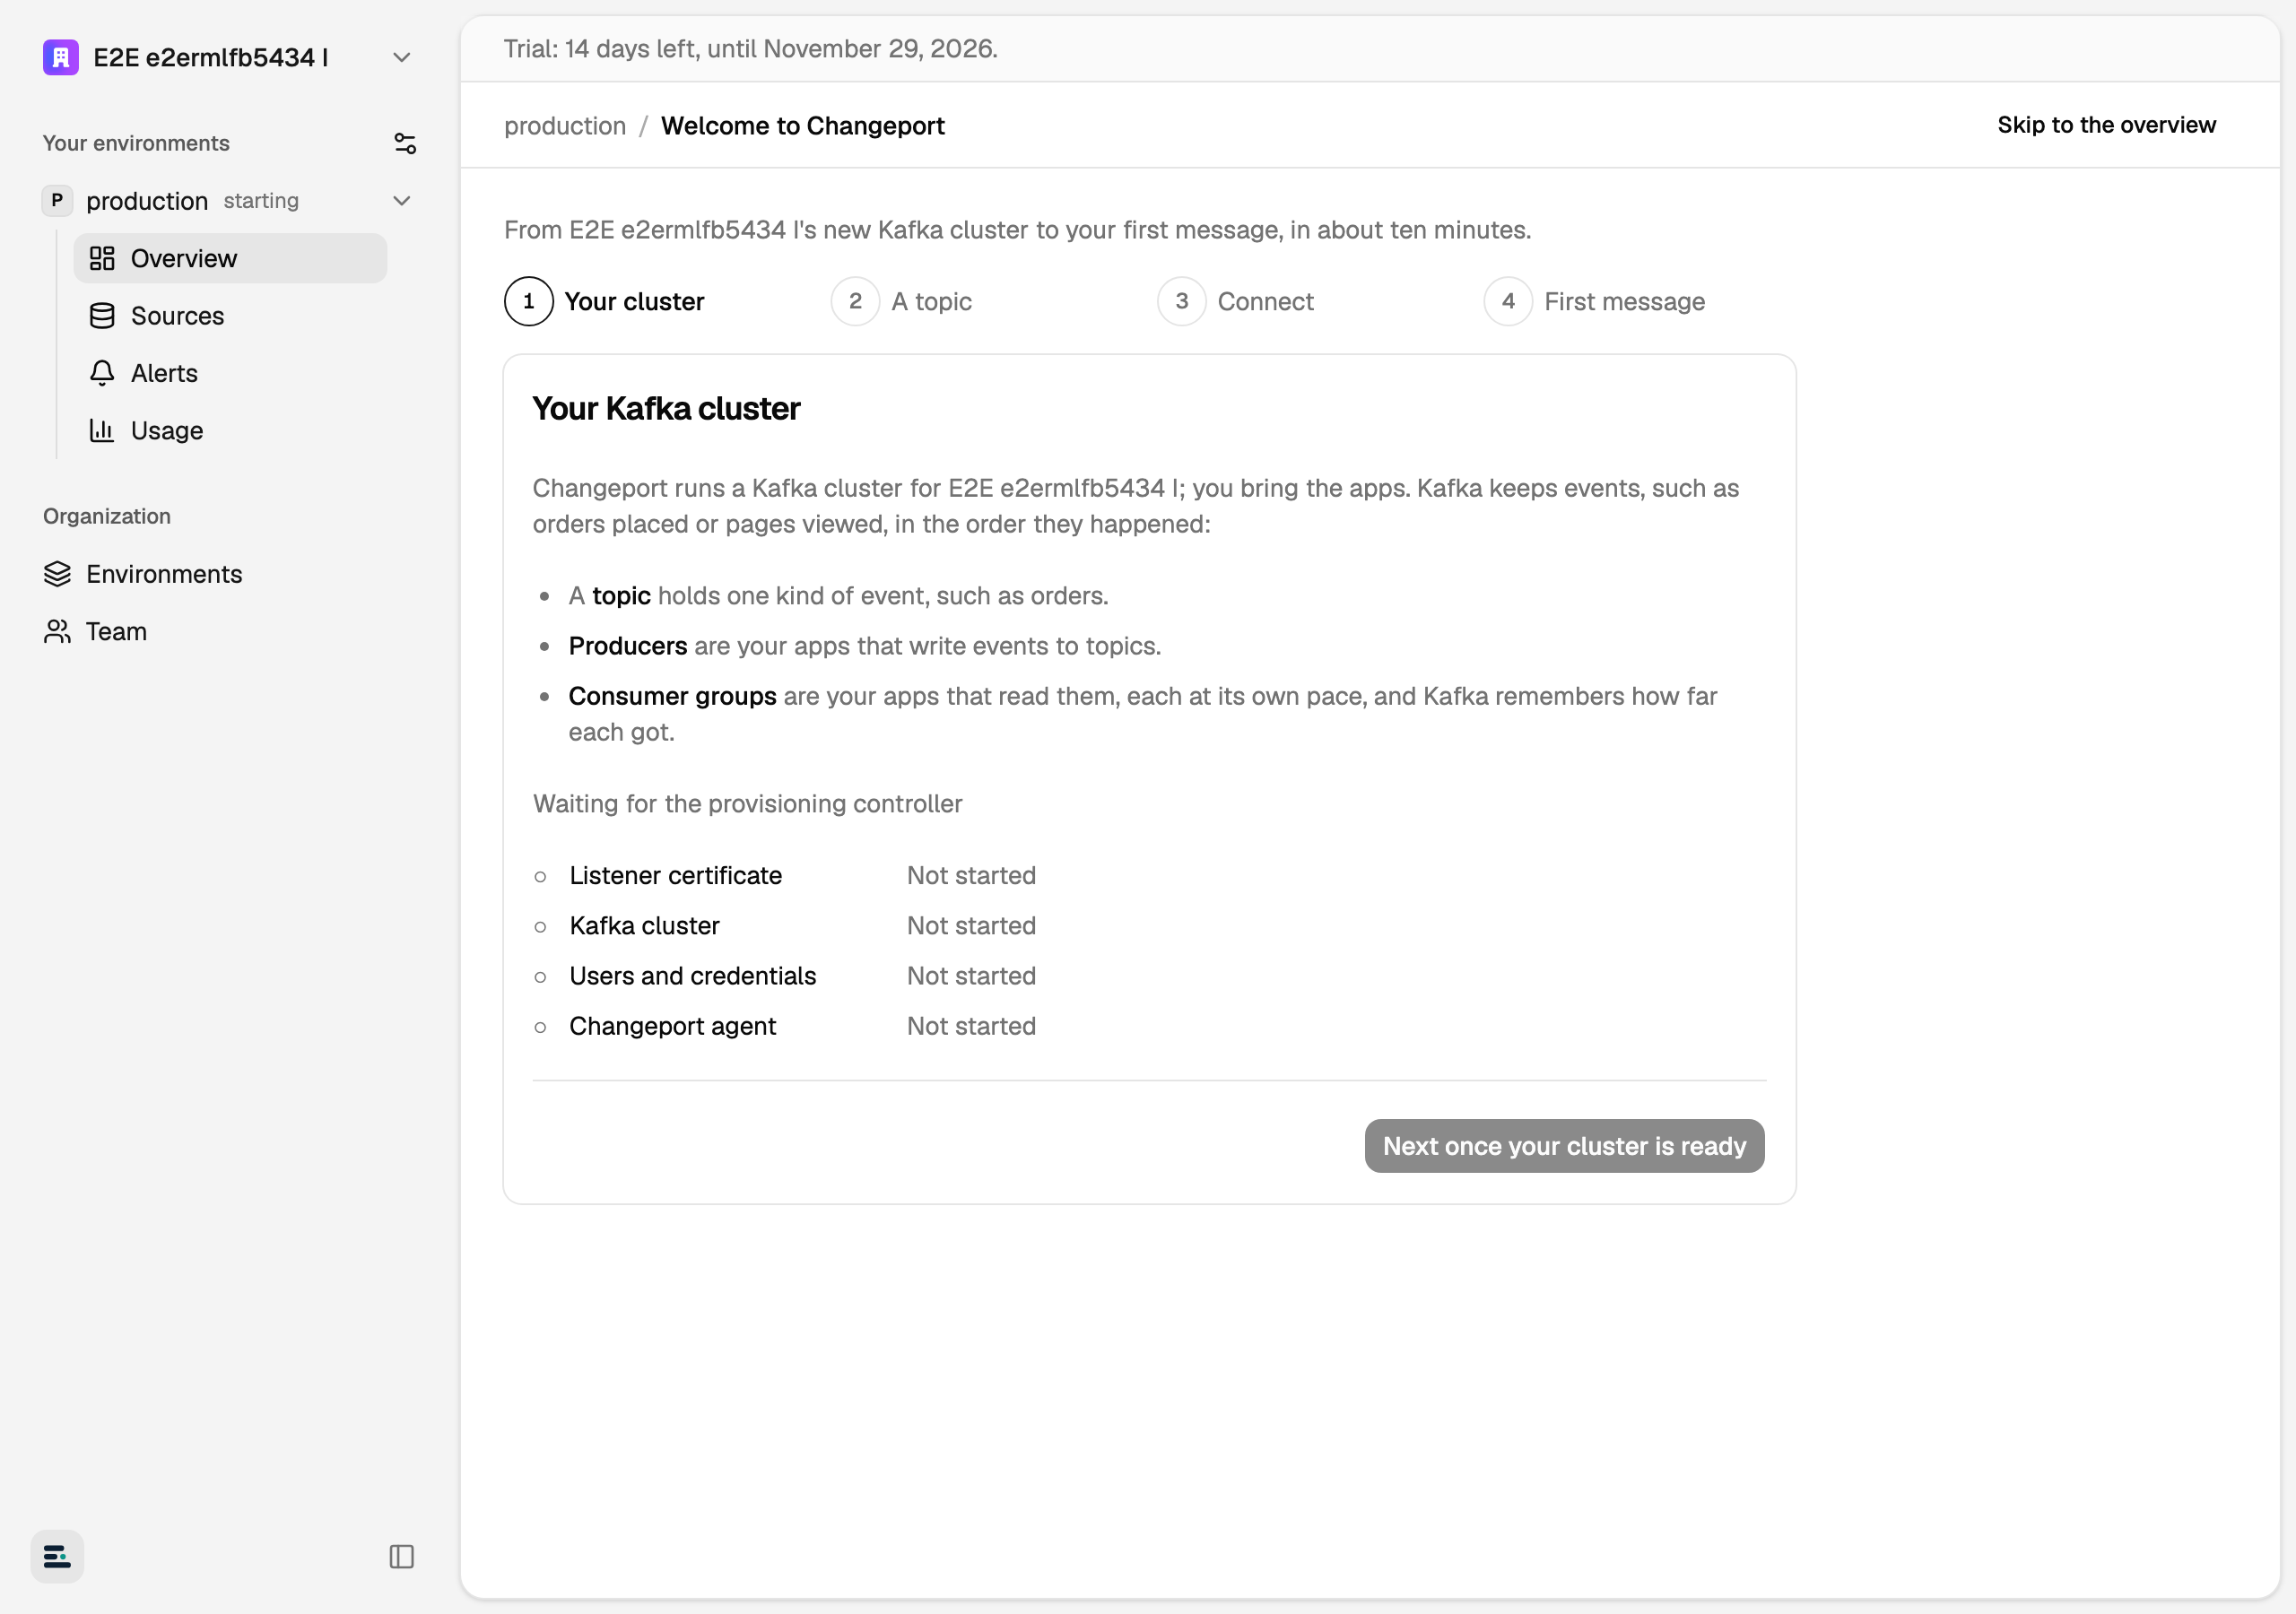 E2E e2ermlfb5434 I
Your environments
P production starting
Overview
Sources
Alerts
Usage
Organization
Environments
Team
Trial: 14 days left, until November 29, 2026.
production / Welcome to Changeport
Skip to the overview
From E2E e2ermlfb5434 I's new Kafka cluster to your first message, in about ten minutes.
1 Your cluster
2 A topic
3 Connect
4 First message
Your Kafka cluster
Changeport runs a Kafka cluster for E2E e2ermlfb5434 I; you bring the apps. Kafka keeps events, such as
orders placed or pages viewed, in the order they happened:
A topic holds one kind of event, such as orders.
Producers are your apps that write events to topics.
Consumer groups are your apps that read them, each at its own pace, and Kafka remembers how far
each got.
Waiting for the provisioning controller
Listener certificate Not started
Kafka cluster Not started
Users and credentials Not started
Changeport agent Not started
Next once your cluster is ready